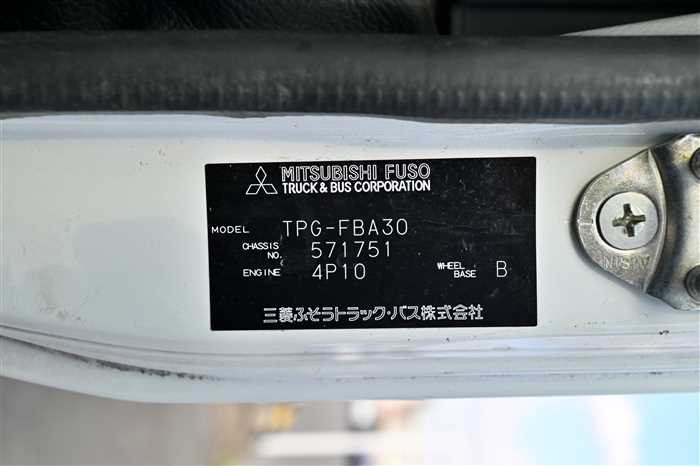 MITSUBISHI FUSO
TRUCK & BUS CORPORATION
MODEL TPG-FBA30
CHASSIS NO. 571751
ENGINE 4P10 WHEEL BASE B
三菱ふそうトラック・バス株式会社